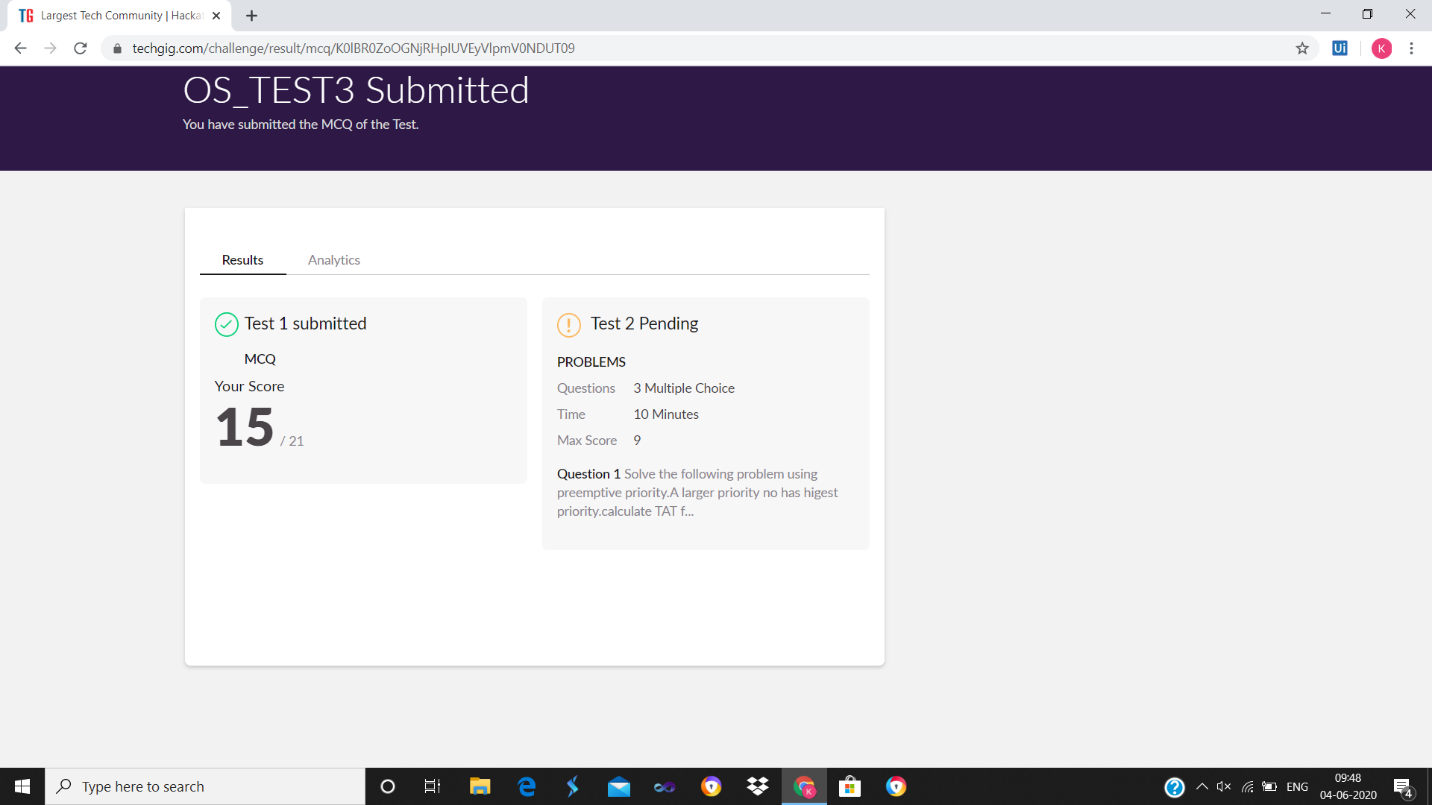 TG Largest Tech Community | Hacka
techgig.com/challenge/result/mcq/K0lBR0ZoOGNjRHplUVEyVlpmV0NDUT09
Ui
K
OS_TEST3 Submitted
You have submitted the MCQ of the Test.
Results Analytics
Test 1 submitted
MCQ
Your Score
15 / 21
Test 2 Pending
PROBLEMS
Questions 3 Multiple Choice
Time 10 Minutes
Max Score 9
Question 1 Solve the following problem using
preemptive priority.A larger priority no has higest
priority.calculate TAT f...
Type here to search
K
ENG
09:48
04-06-2020
4